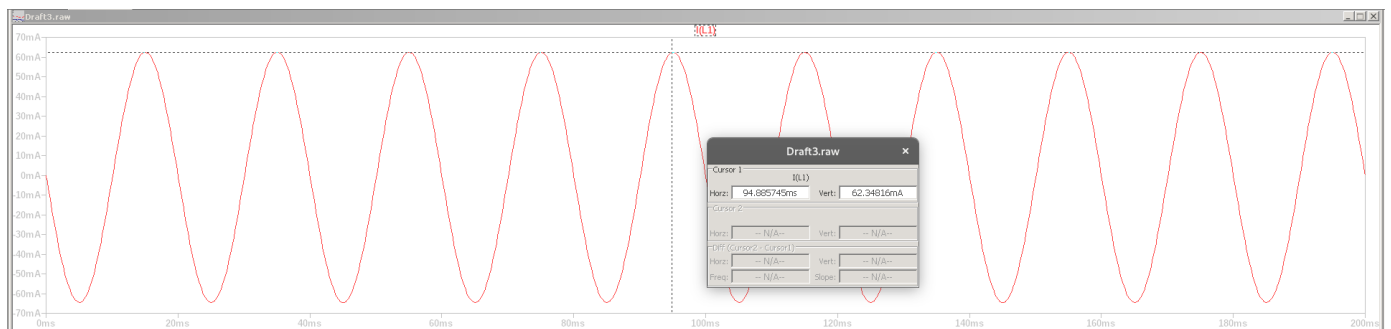 Draft3.raw
I(L1)
70mA
60mA
50mA
40mA
30mA
20mA
10mA
0mA
-10mA
-20mA
-30mA
-40mA
-50mA
-60mA
-70mA
0ms 20ms 40ms 60ms 80ms 100ms 120ms 140ms 160ms 180ms 200ms
Draft3.raw ×
Cursor 1
I(L1)
Horz: 94.885745ms Vert: 62.34816mA
Cursor 2
Horz: -- N/A-- Vert: -- N/A--
Diff (Cursor2 - Cursor1)
Horz: -- N/A-- Vert: -- N/A--
Freq: -- N/A-- Slope: -- N/A--